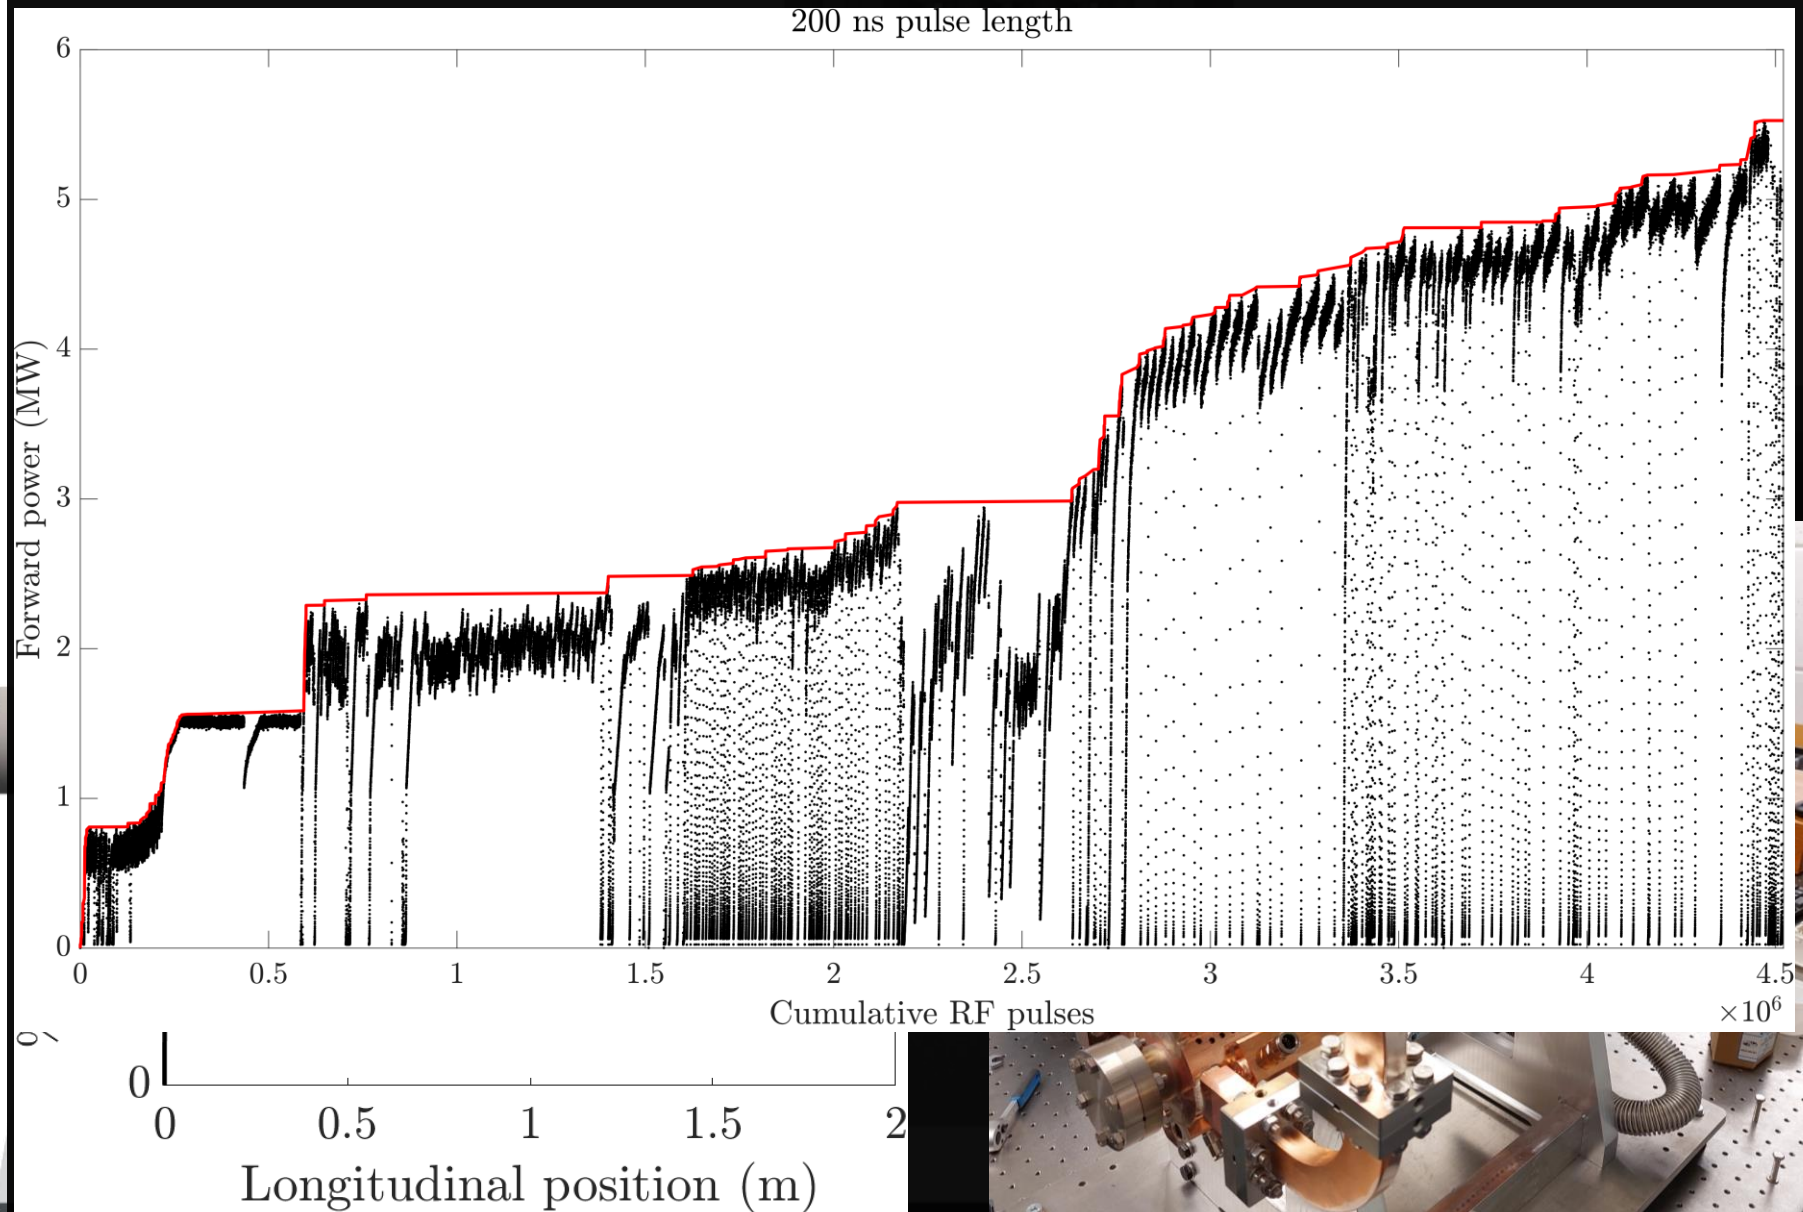 200 ns pulse length
6
5
4
3
2
1
0
Forward power (MW)
0 0.5 1 1.5 2 2.5 3 3.5 4 4.5
Cumulative RF pulses
×10⁶
0
0 0.5 1 1.5 2
Longitudinal position (m)